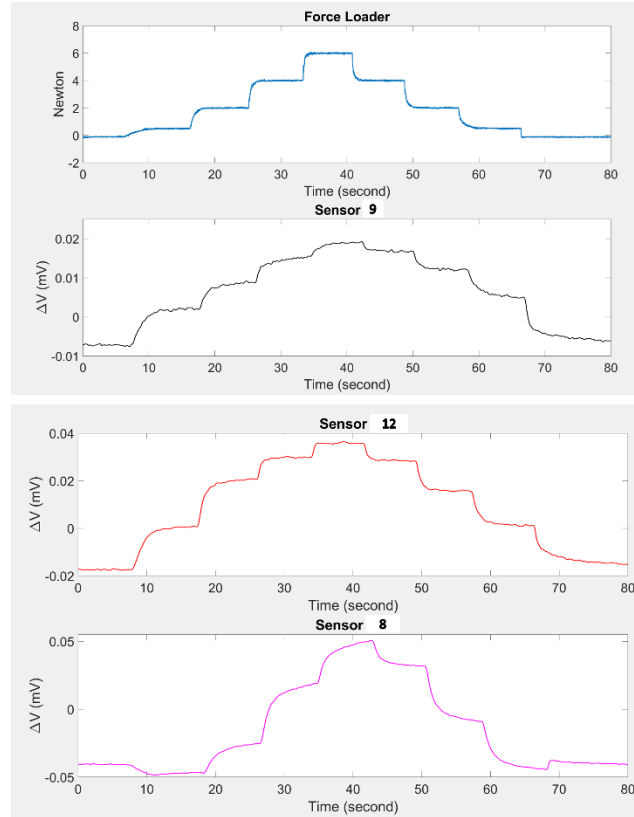 Force Loader
8
6
4
2
0
-2
Newton
0 10 20 30 40 50 60 70 80
Time (second)
Sensor 9
0.02
0.01
0
-0.01
ΔV (mV)
0 10 20 30 40 50 60 70 80
Time (second)
Sensor 12
0.04
0.02
0
-0.02
ΔV (mV)
0 10 20 30 40 50 60 70 80
Time (second)
Sensor 8
0.05
0
-0.05
ΔV (mV)
0 10 20 30 40 50 60 70 80
Time (second)